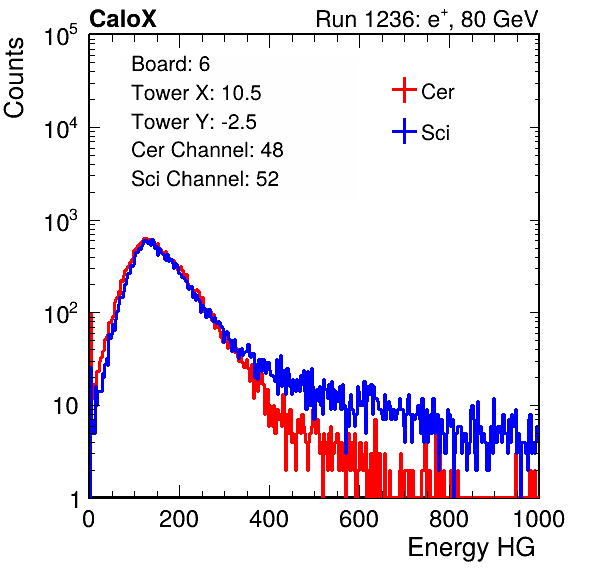 CaloX Run 1236: e⁺, 80 GeV
Counts
10⁵
10⁴
10³
10²
10
1
Board: 6
Tower X: 10.5
Tower Y: -2.5
Cer Channel: 48
Sci Channel: 52
Cer
Sci
0 200 400 600 800 1000
Energy HG